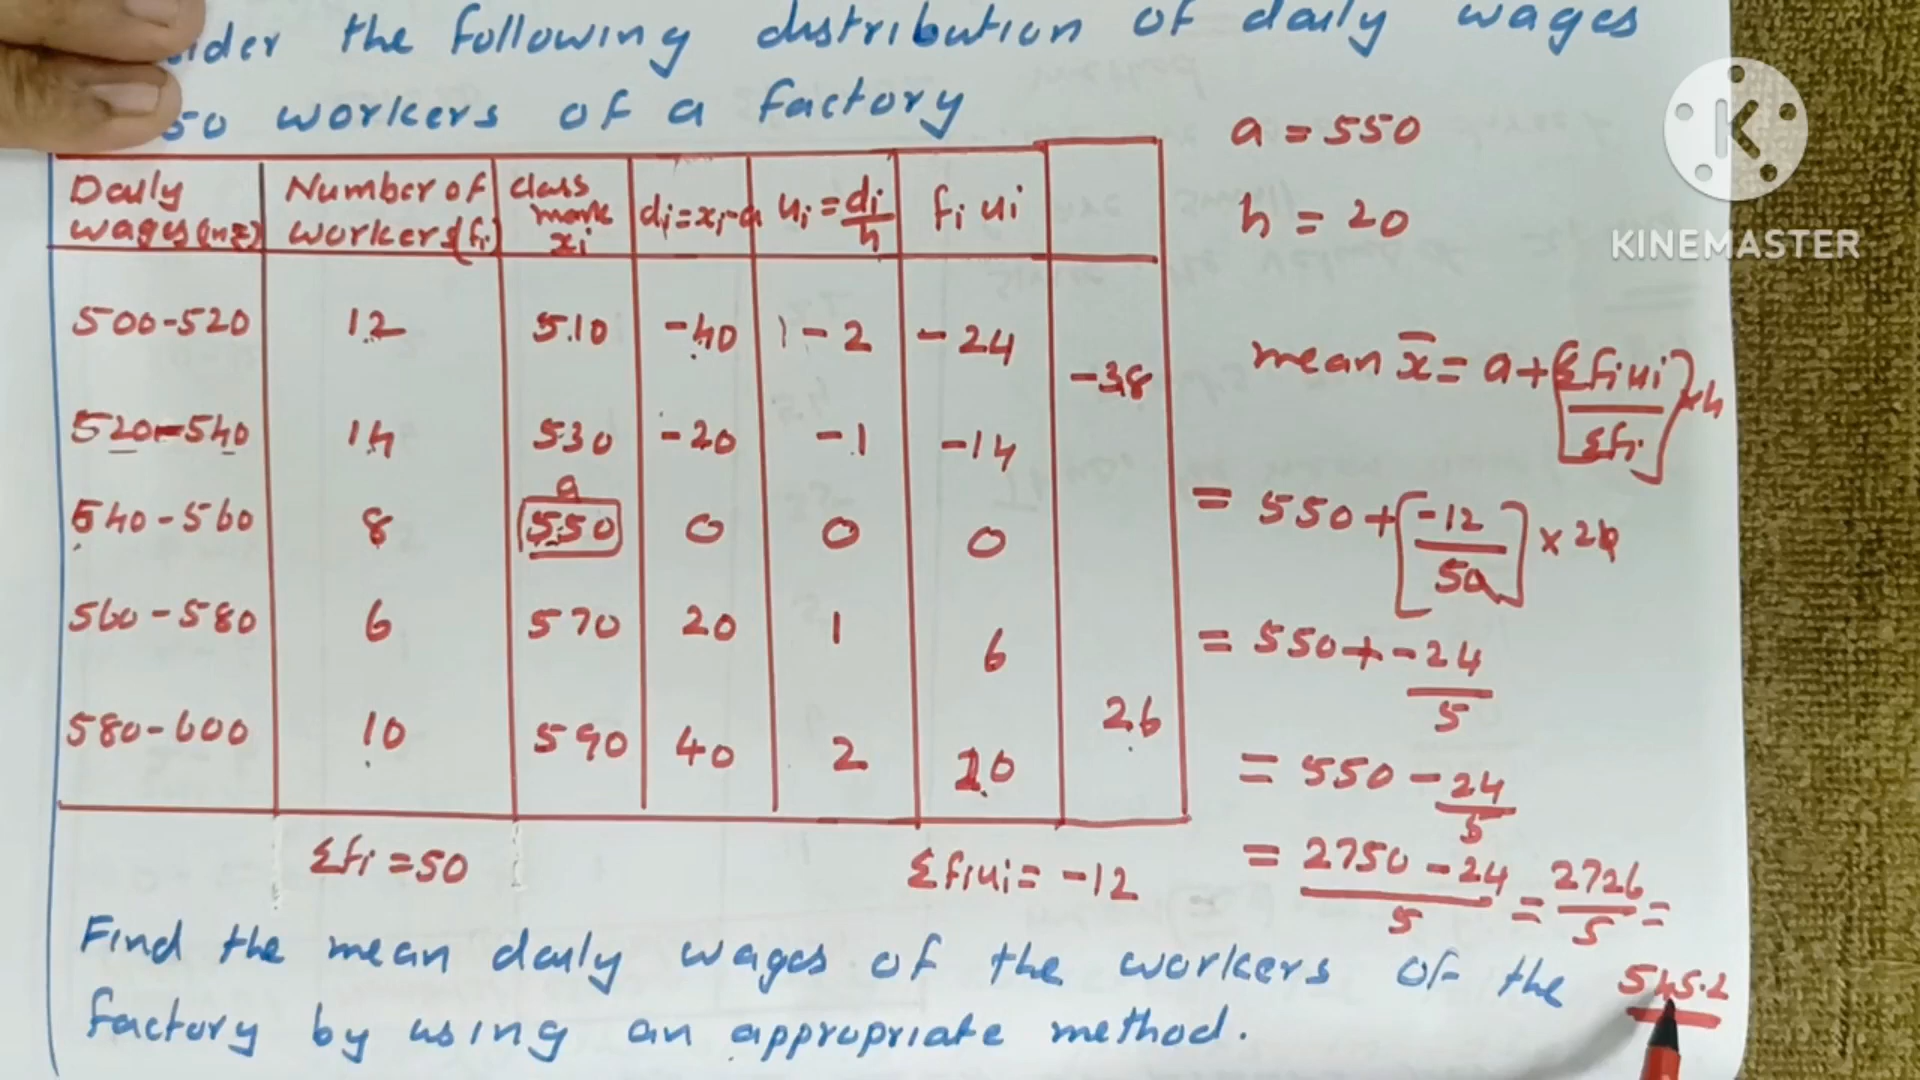 ider the following distribution of daily wages
50 workers of a factory
Daily wages (in ₹) Number of workers (fi) class mark xi di = xi - a ui = di/h fi ui
500-520 12 510 -40 -2 -24
-38
520-540 14 530 -20 -1 -14
a
540-560 8 550 0 0 0
560-580 6 570 20 1 6
580-600 10 590 40 2 20
26
Σfi = 50 Σfiui = -12
a = 550
h = 20
mean x̄ = a + [Σfiui / Σfi] × h
= 550 + [-12 / 50] × 20
= 550 + -24 / 5
= 550 - 24 / 5
= 2750 - 24 / 5 = 2726 / 5 =
545.2
Find the mean daily wages of the workers of the
factory by using an appropriate method.
K
KINEMASTER